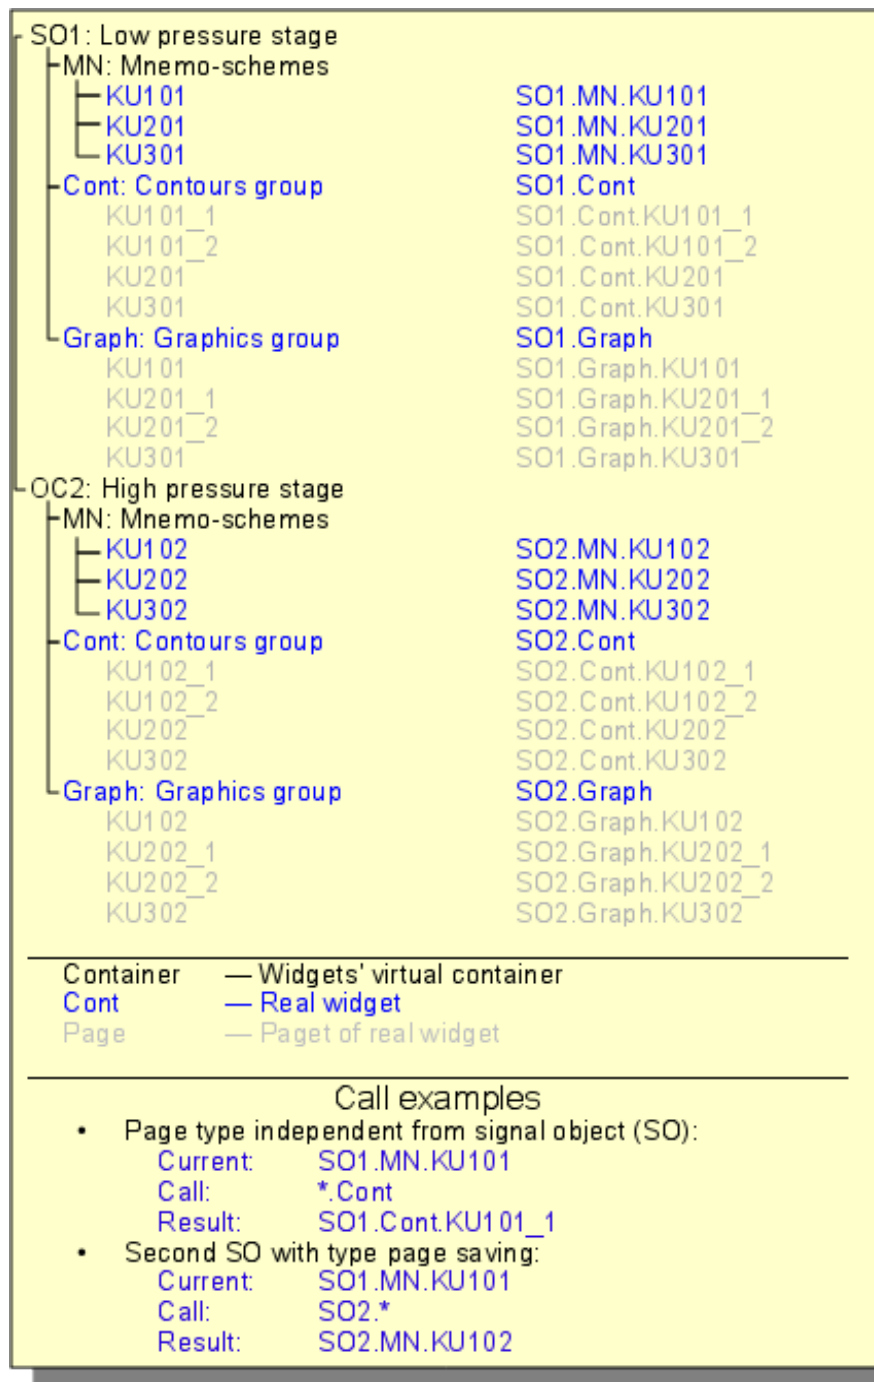 SO1: Low pressure stage
MN: Mnemo-schemes
KU101 SO1.MN.KU101
KU201 SO1.MN.KU201
KU301 SO1.MN.KU301
Cont: Contours group SO1.Cont
KU101_1 SO1.Cont.KU101_1
KU101_2 SO1.Cont.KU101_2
KU201 SO1.Cont.KU201
KU301 SO1.Cont.KU301
Graph: Graphics group SO1.Graph
KU101 SO1.Graph.KU101
KU201_1 SO1.Graph.KU201_1
KU201_2 SO1.Graph.KU201_2
KU301 SO1.Graph.KU301
OC2: High pressure stage
MN: Mnemo-schemes
KU102 SO2.MN.KU102
KU202 SO2.MN.KU202
KU302 SO2.MN.KU302
Cont: Contours group SO2.Cont
KU102_1 SO2.Cont.KU102_1
KU102_2 SO2.Cont.KU102_2
KU202 SO2.Cont.KU202
KU302 SO2.Cont.KU302
Graph: Graphics group SO2.Graph
KU102 SO2.Graph.KU102
KU202_1 SO2.Graph.KU202_1
KU202_2 SO2.Graph.KU202_2
KU302 SO2.Graph.KU302
Container — Widgets' virtual container
Cont — Real widget
Page — Paget of real widget
Call examples
• Page type independent from signal object (SO):
Current: SO1.MN.KU101
Call: *.Cont
Result: SO1.Cont.KU101_1
• Second SO with type page saving:
Current: SO1.MN.KU101
Call: SO2.*
Result: SO2.MN.KU102